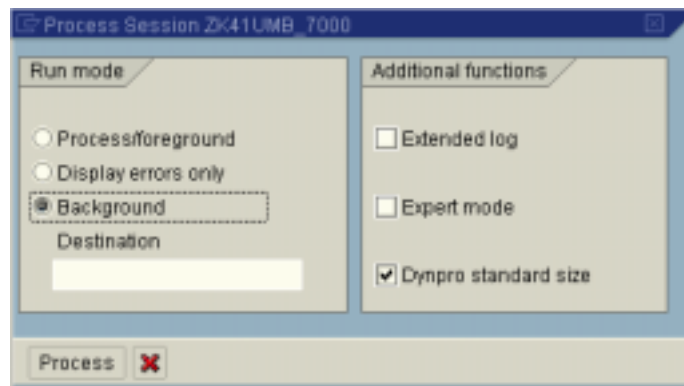 Process Session ZK41UMB_7000
Run mode
Process/foreground
Display errors only
Background
Destination
Additional functions
Extended log
Expert mode
Dynpro standard size
Process